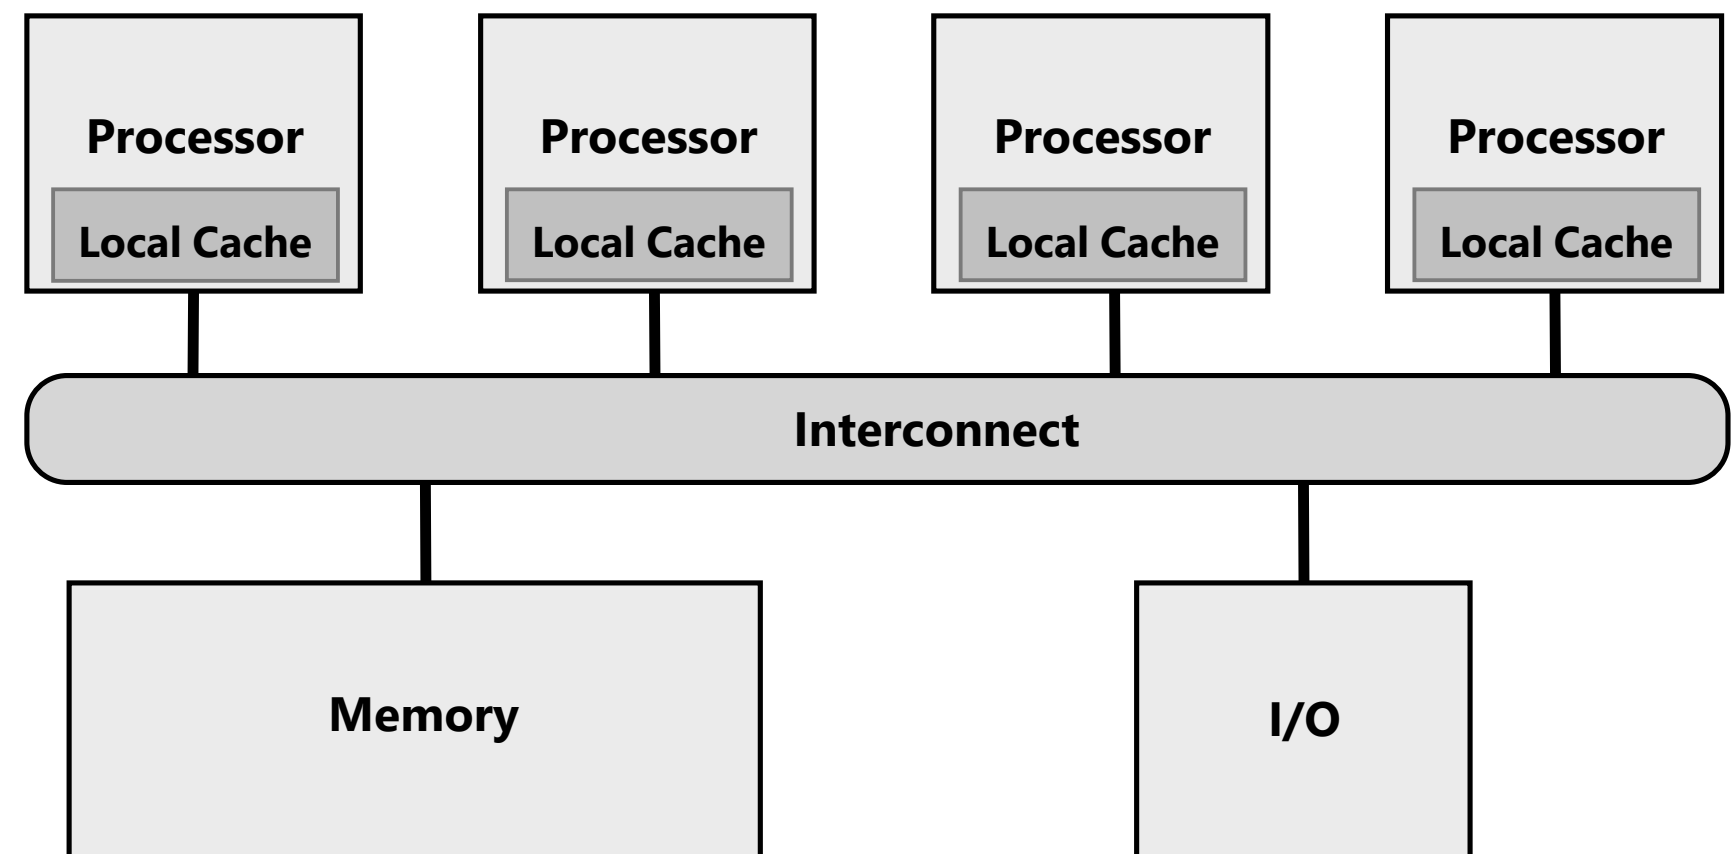 Processor
Processor
Processor
Processor
Local Cache
Local Cache
Local Cache
Local Cache
Interconnect
Memory
I/O